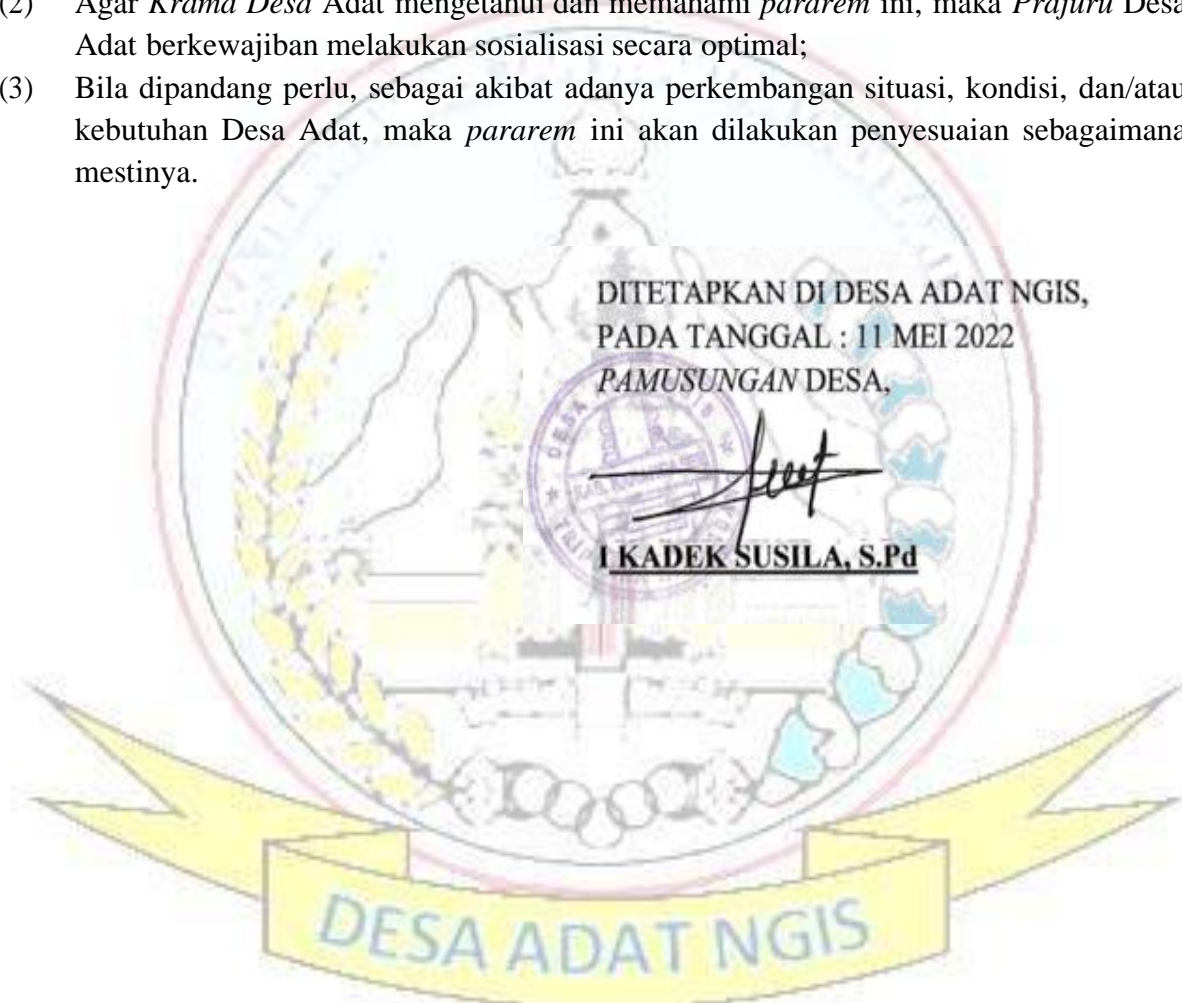 (2) Agar Krama Desa Adat mengetahui dan memahami pararem ini, maka Prajuru Desa
Adat berkewajiban melakukan sosialisasi secara optimal;
(3) Bila dipandang perlu, sebagai akibat adanya perkembangan situasi, kondisi, dan/atau
kebutuhan Desa Adat, maka pararem ini akan dilakukan penyesuaian sebagaimana
mestinya.
DITETAPKAN DI DESA ADAT NGIS,
PADA TANGGAL : 11 MEI 2022
PAMUSUNGAN DESA,
I KADEK SUSILA, S.Pd
DESA ADAT NGIS